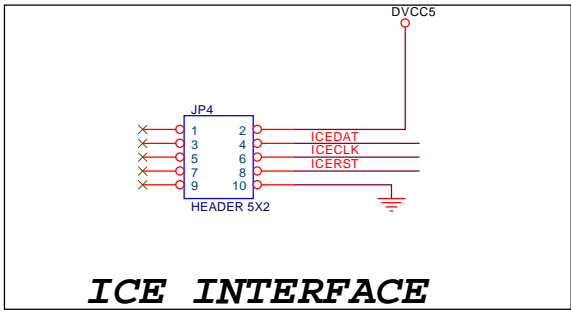 DVCC5
JP4
1 2
3 4 ICEDAT
5 6 ICECLK
7 8 ICERST
9 10
HEADER 5X2
ICE INTERFACE